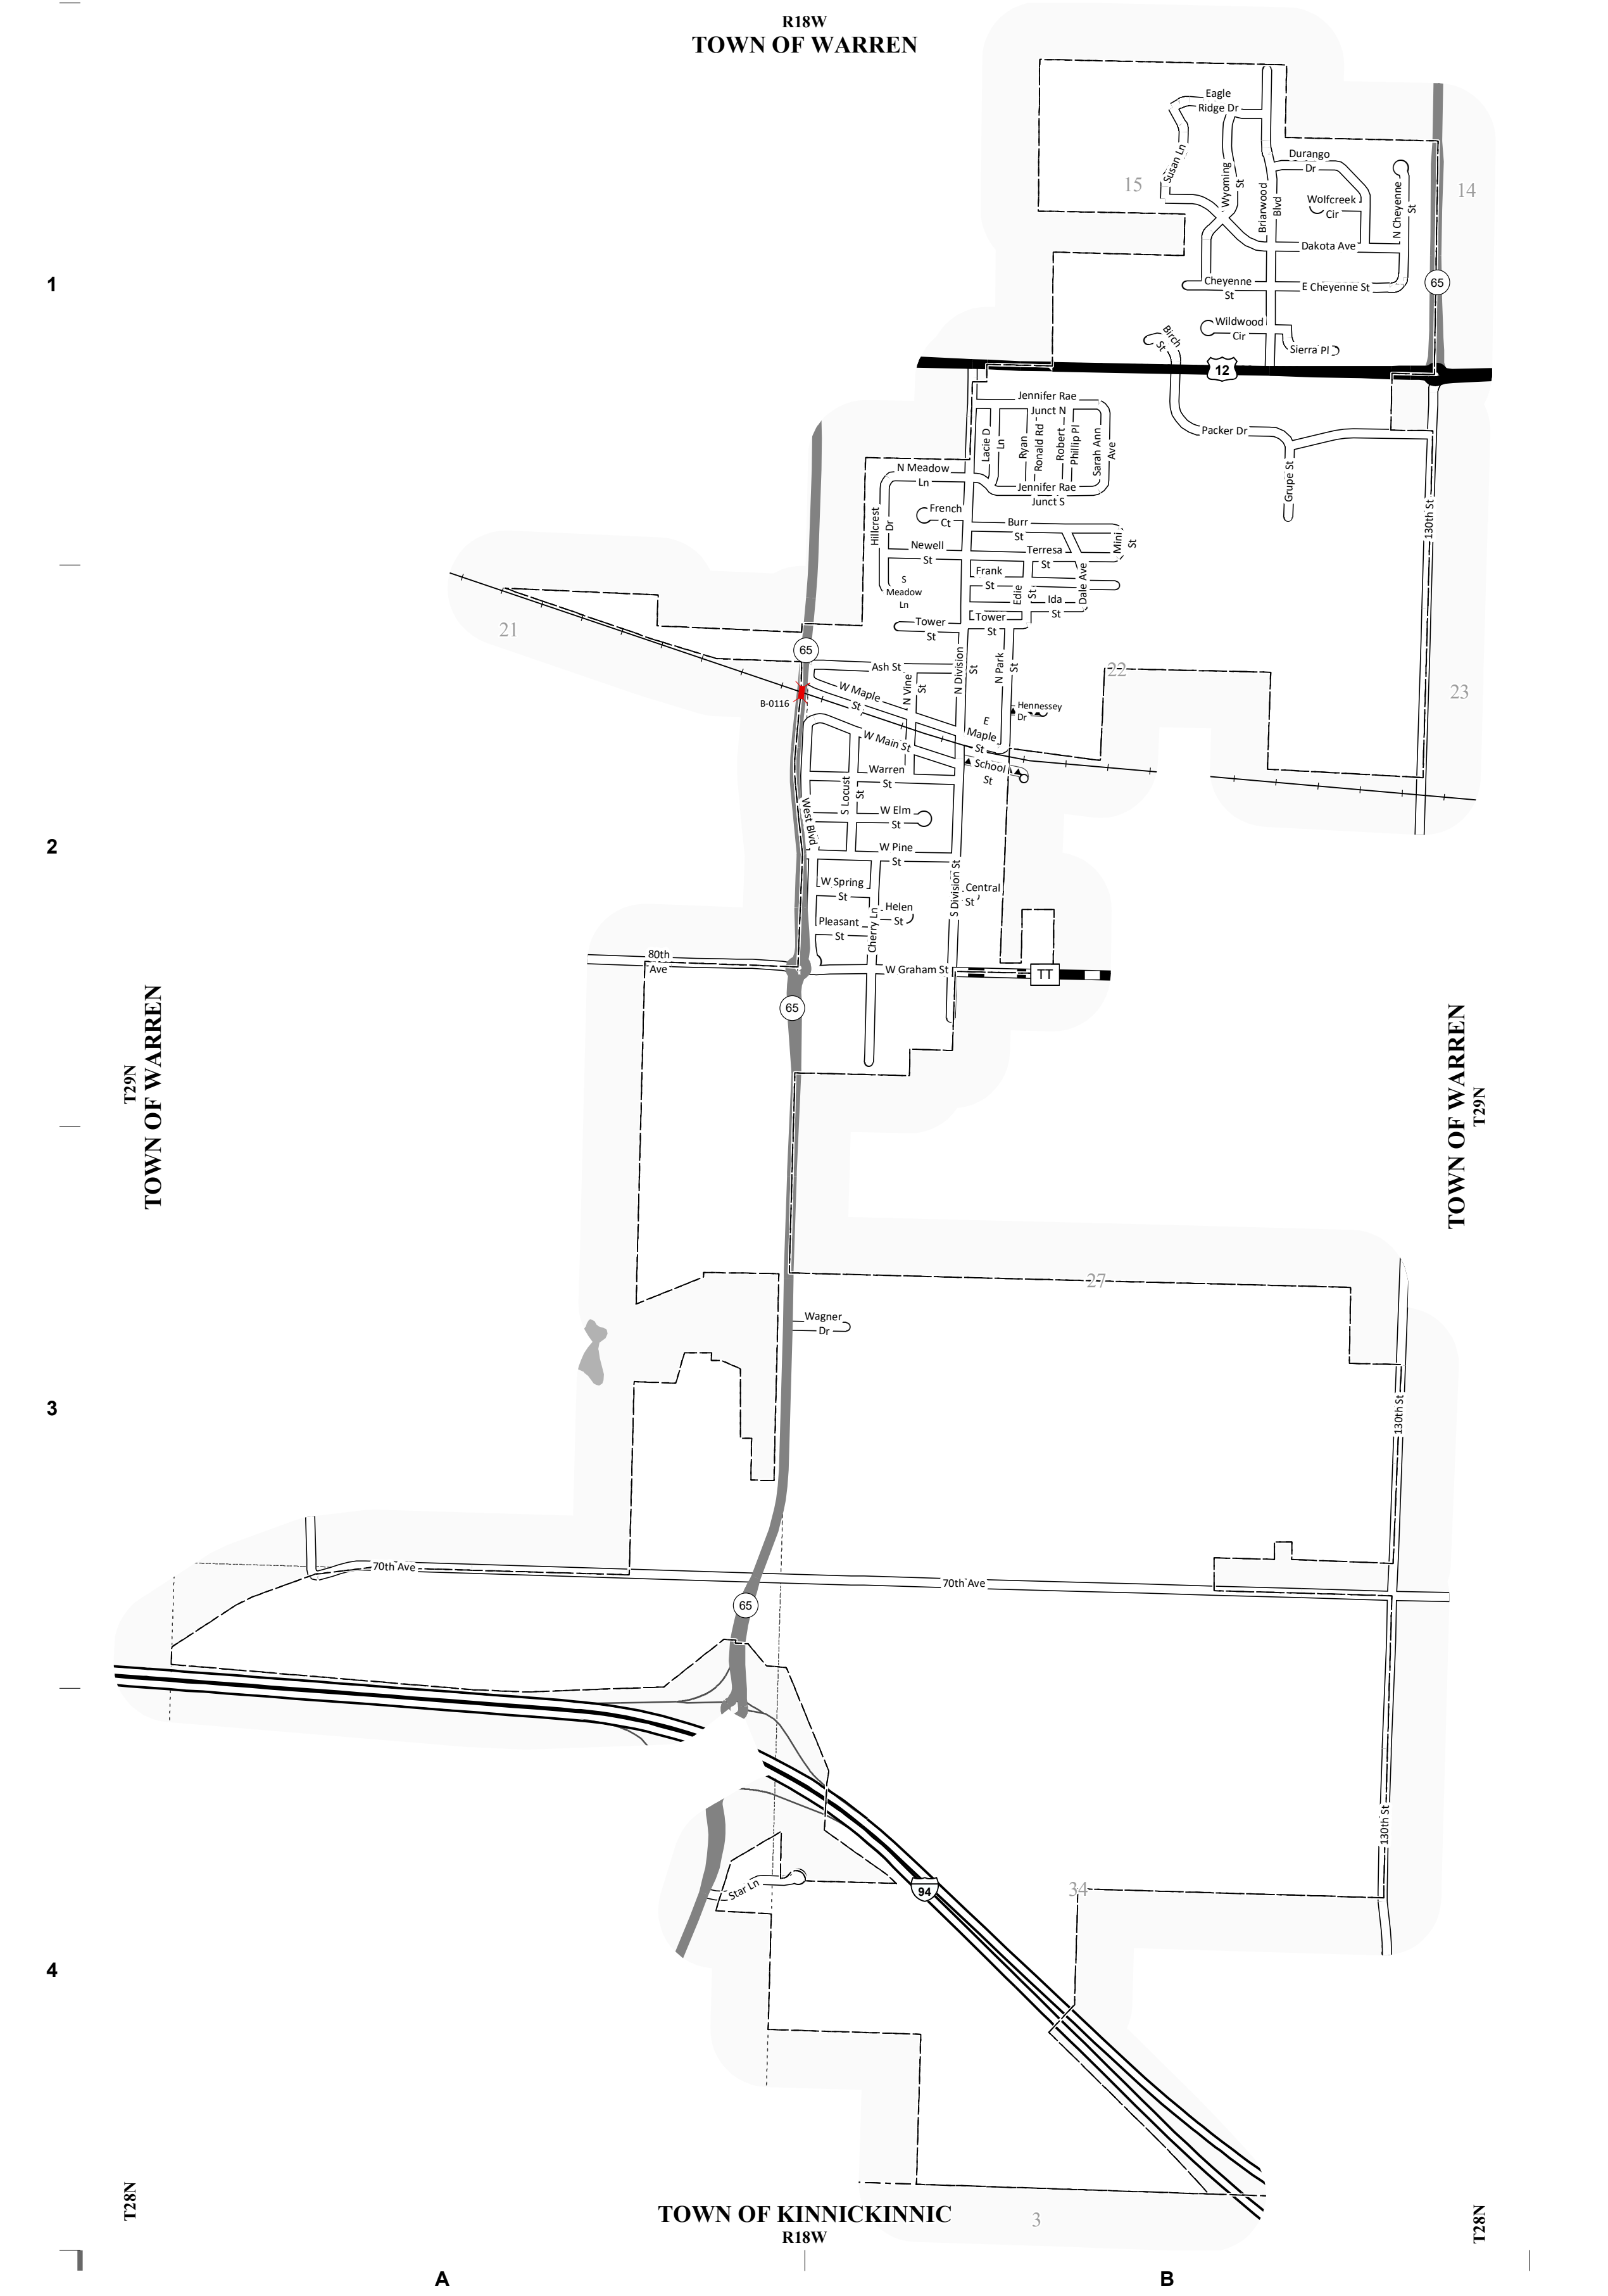 R18W
TOWN OF WARREN
Eagle
Ridge Dr
Susan Ln
Wyoming
St
Briarwood
Blvd
Durango
Dr
Wolfcreek
Cir
N Cheyenne
St
15
14
Dakota Ave
1
Cheyenne
St
E Cheyenne St
65
Wildwood
Cir
Birch
St
Sierra Pl
12
Jennifer Rae
Junct N
Lacie D
Ln
Ryan
Ronald Rd
Robert
Phillip Pl
Sarah Ann
Ave
Packer Dr
Grupe St
N Meadow
Ln
Jennifer Rae
Junct S
Hillcrest
Dr
French
Ct
Burr
St
Mini
St
130th St
Newell
St
Terresa
St
Frank
St
S
Meadow
Ln
Edie
St
Dale Ave
Ida
St
Tower
St
Tower
St
21
65
Ash St
N Division
St
N Park
St
22
23
W Maple
St
N Vine
St
B-0116
Hennessey
Dr
E
Maple
St
W Main St
School
St
Warren
St
S Locust
St
West Blvd
W Elm
St
2
W Pine
St
W Spring
St
S Division St
Central
St
Helen
St
Pleasant
St
Cherry Ln
80th
Ave
W Graham St
TT
65
T29N
TOWN OF WARREN
TOWN OF WARREN
T29N
27
Wagner
Dr
3
130th St
70th Ave
70th Ave
65
130th St
Star Ln
94
34
4
T28N
T28N
TOWN OF KINNICKINNIC
R18W
3
A
B